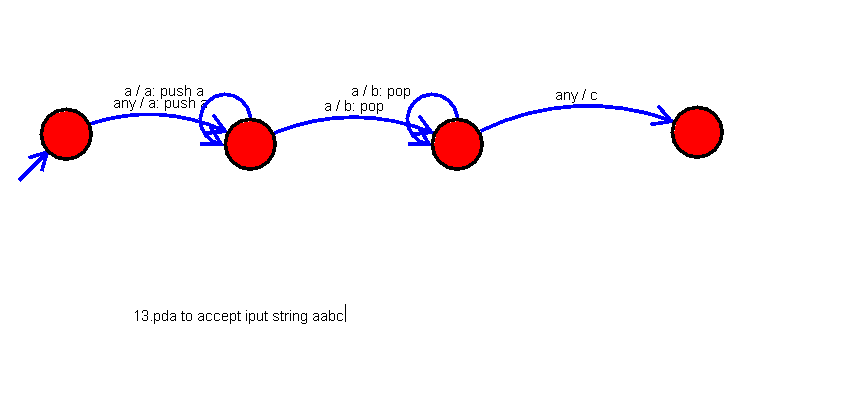 a / a: push a
any / a: push a
a / b: pop
a / b: pop
any / c
13.pda to accept iput string aabc